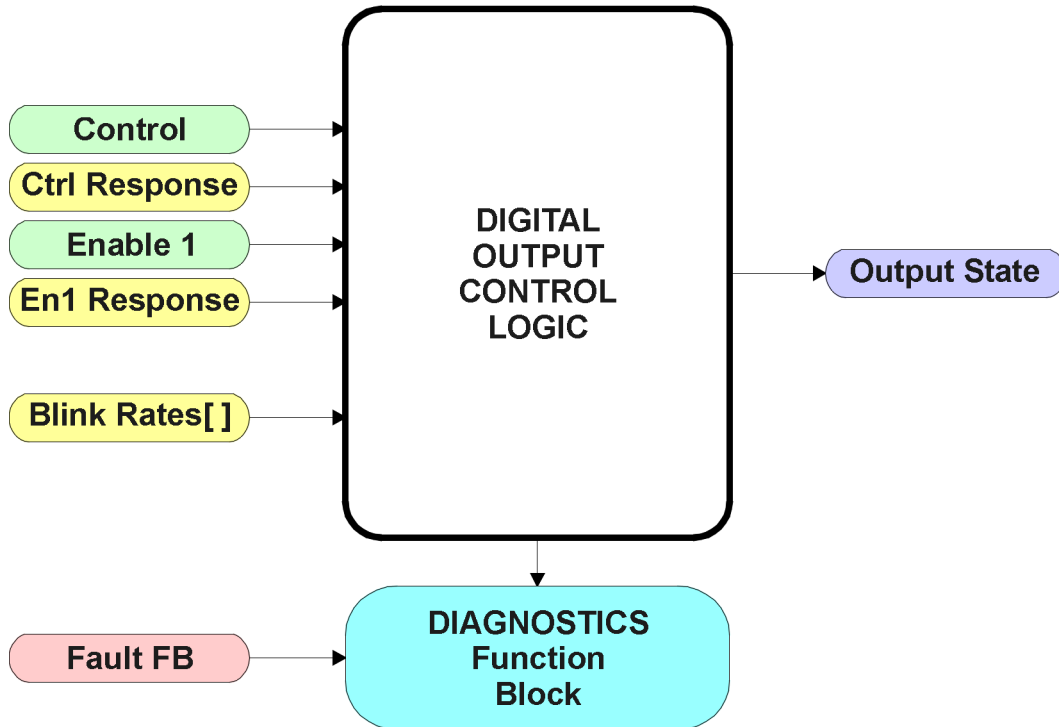 Control
Ctrl Response
Enable 1
En1 Response
Blink Rates[ ]
DIGITAL
OUTPUT
CONTROL
LOGIC
Output State
Fault FB
DIAGNOSTICS
Function
Block